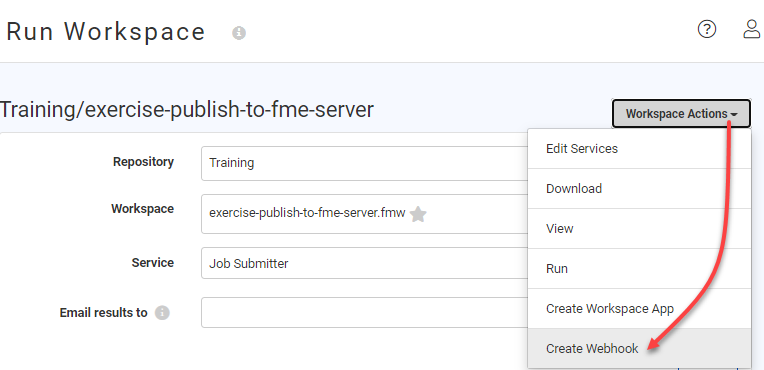 Run Workspace
Training/exercise-publish-to-fme-server
Workspace Actions
Repository
Training
Workspace
exercise-publish-to-fme-server.fmw
Service
Job Submitter
Email results to
Edit Services
Download
View
Run
Create Workspace App
Create Webhook